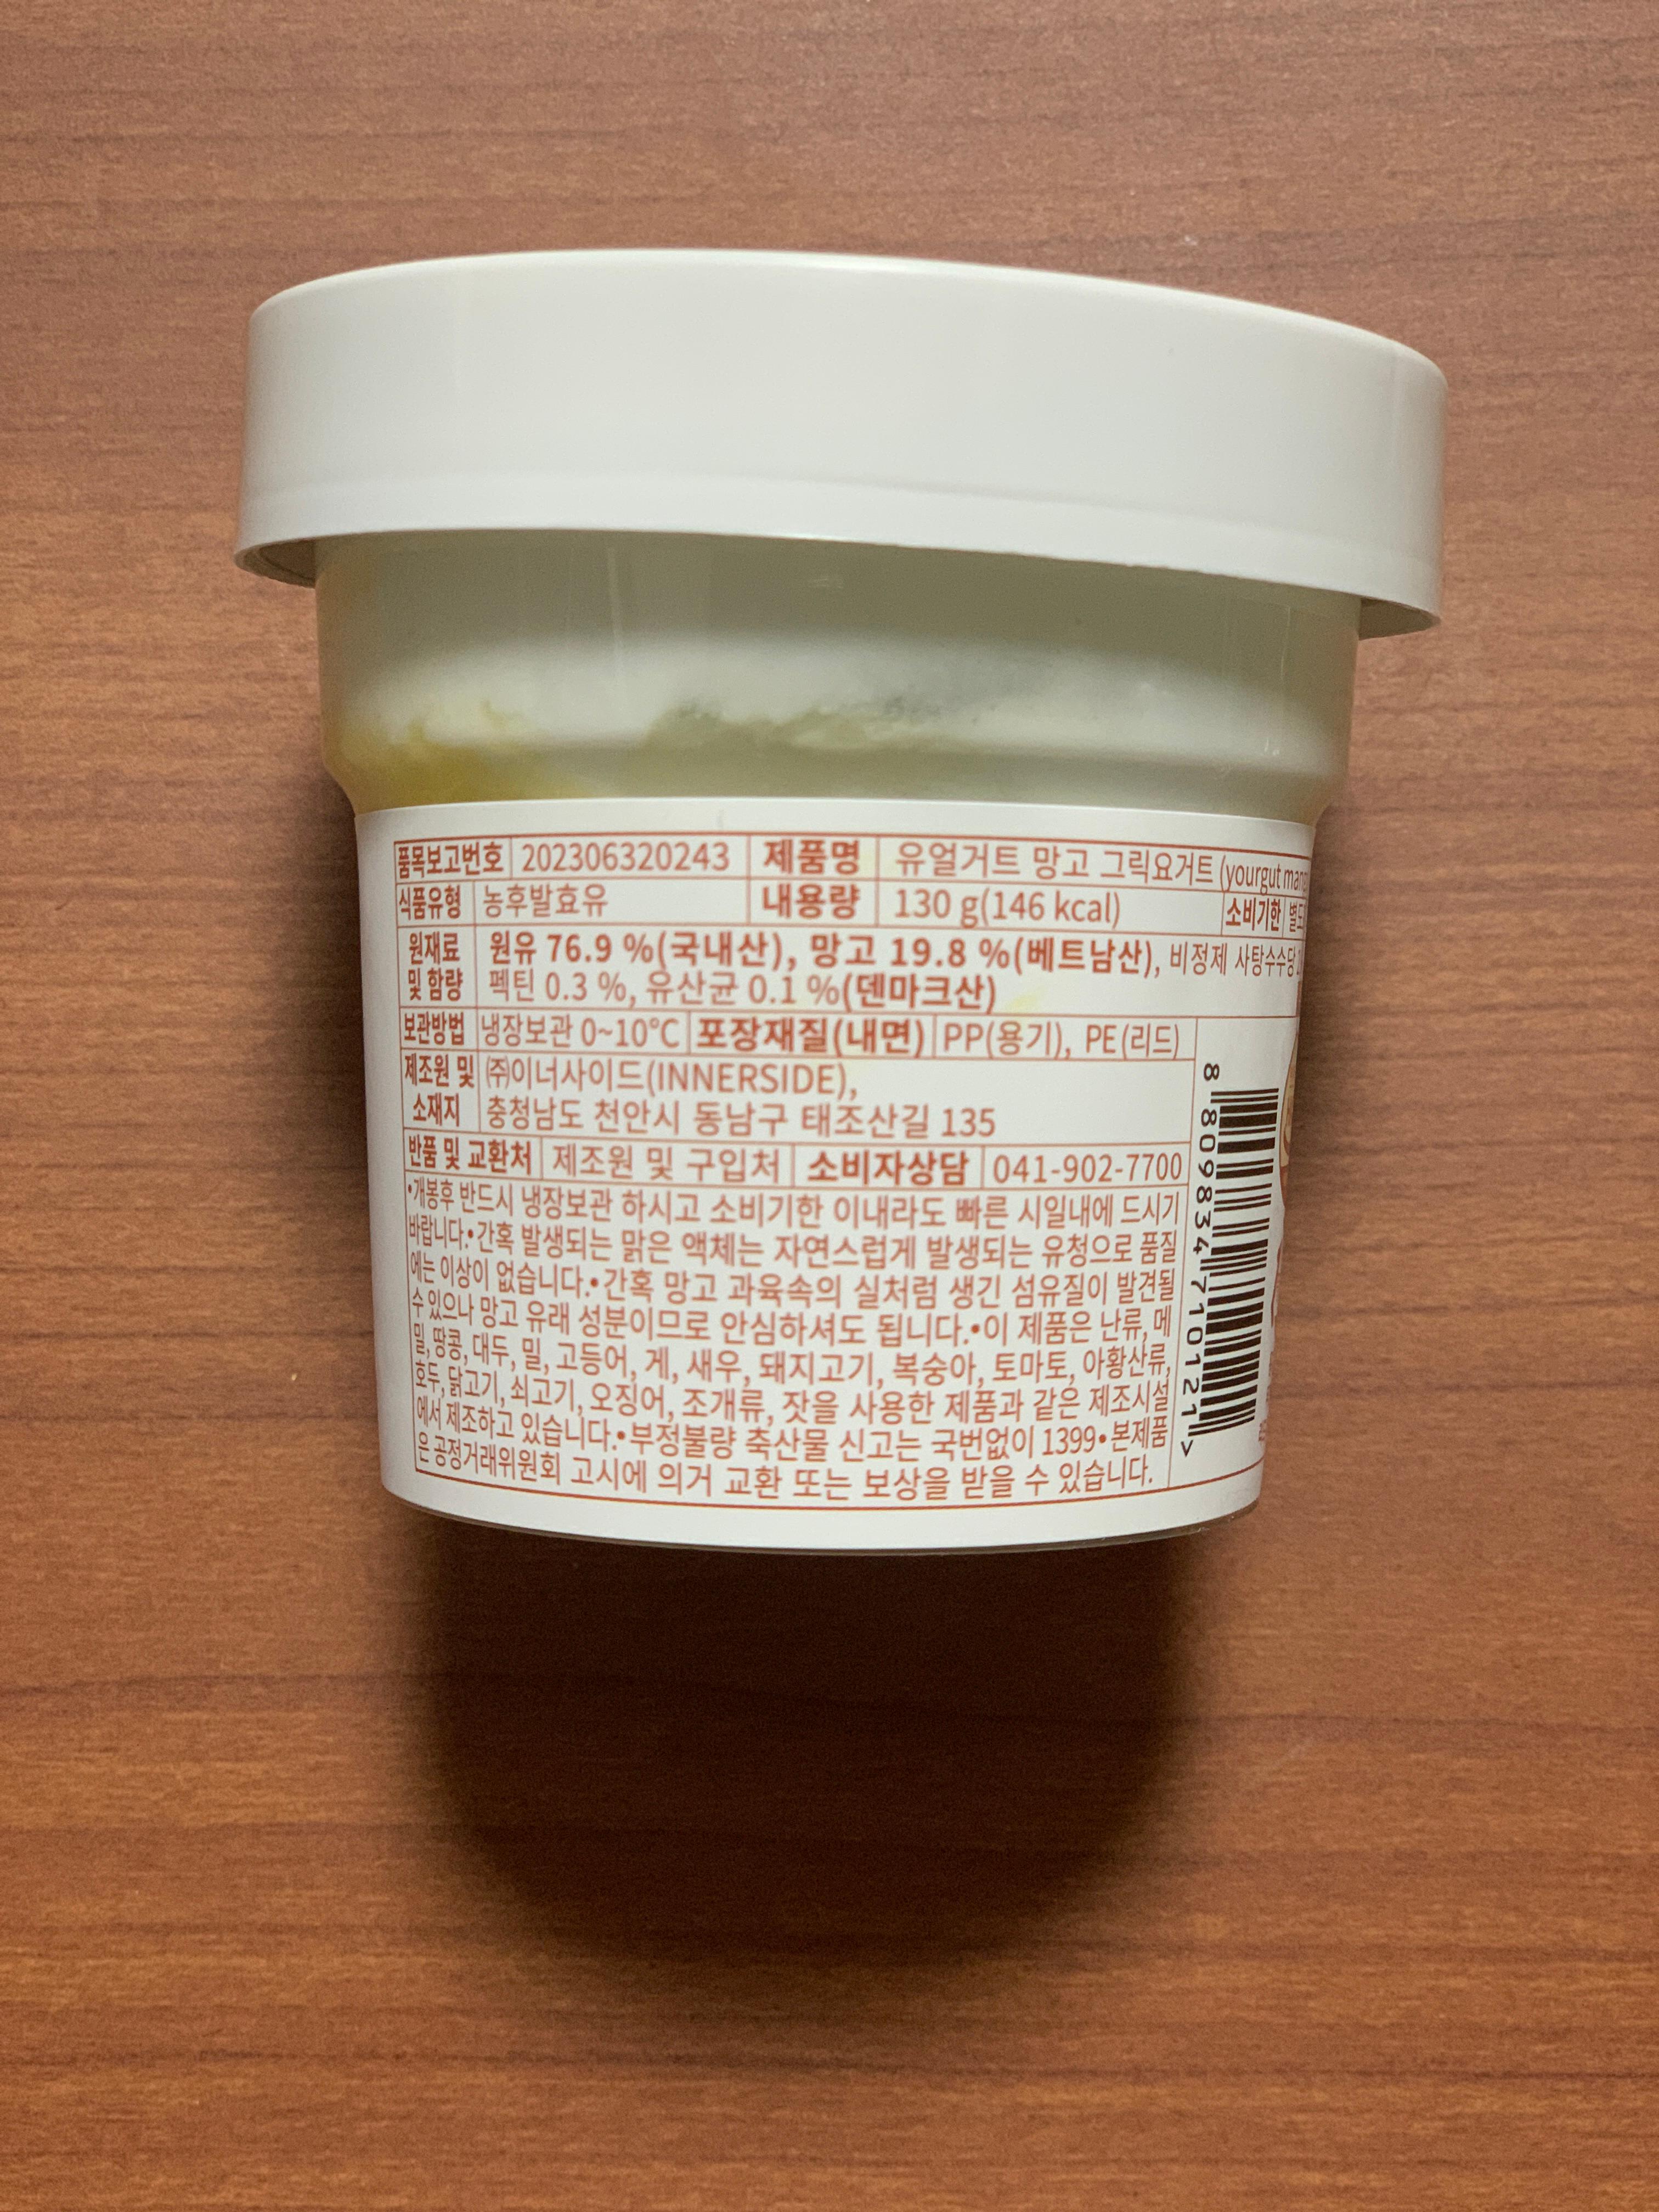 품목보고번호 202306320243 제품명 유얼거트 망고 그릭요거트 (yourgut
식품유형 농후발효유 내용량 130 g(146 kcal) 소비기한
원재료 및 함량 원유 76.9 %(국내산), 망고 19.8 %(베트남산), 비정제 사탕수수당
펙틴 0.3 %, 유산균 0.1 %(덴마크산)
보관방법 냉장보관 0~10℃ 포장재질(내면) PP(용기), PE(리드)
제조원 및 소재지 ㈜이너사이드(INNERSIDE),
충청남도 천안시 동남구 태조산길 135
반품 및 교환처 제조원 및 구입처 소비자상담 041-902-7700
•개봉후 반드시 냉장보관 하시고 소비기한 이내라도 빠른 시일내에 드시기
바랍니다.•간혹 발생되는 맑은 액체는 자연스럽게 발생되는 유청으로 품질
에는 이상이 없습니다.•간혹 망고 과육속의 실처럼 생긴 섬유질이 발견될
수 있으나 망고 유래 성분이므로 안심하셔도 됩니다.•이 제품은 난류, 메
밀, 땅콩, 대두, 밀, 고등어, 게, 새우, 돼지고기, 복숭아, 토마토, 아황산류,
호두, 닭고기, 쇠고기, 오징어, 조개류, 잣을 사용한 제품과 같은 제조시설
에서 제조하고 있습니다.•부정불량 축산물 신고는 국번없이 1399•본제품
은 공정거래위원회 고시에 의거 교환 또는 보상을 받을 수 있습니다.
8 809834 710121 >